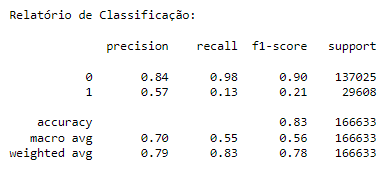 Relatório de Classificação:
precision recall f1-score support
0 0.84 0.98 0.90 137025
1 0.57 0.13 0.21 29608
accuracy 0.83 166633
macro avg 0.70 0.55 0.56 166633
weighted avg 0.79 0.83 0.78 166633